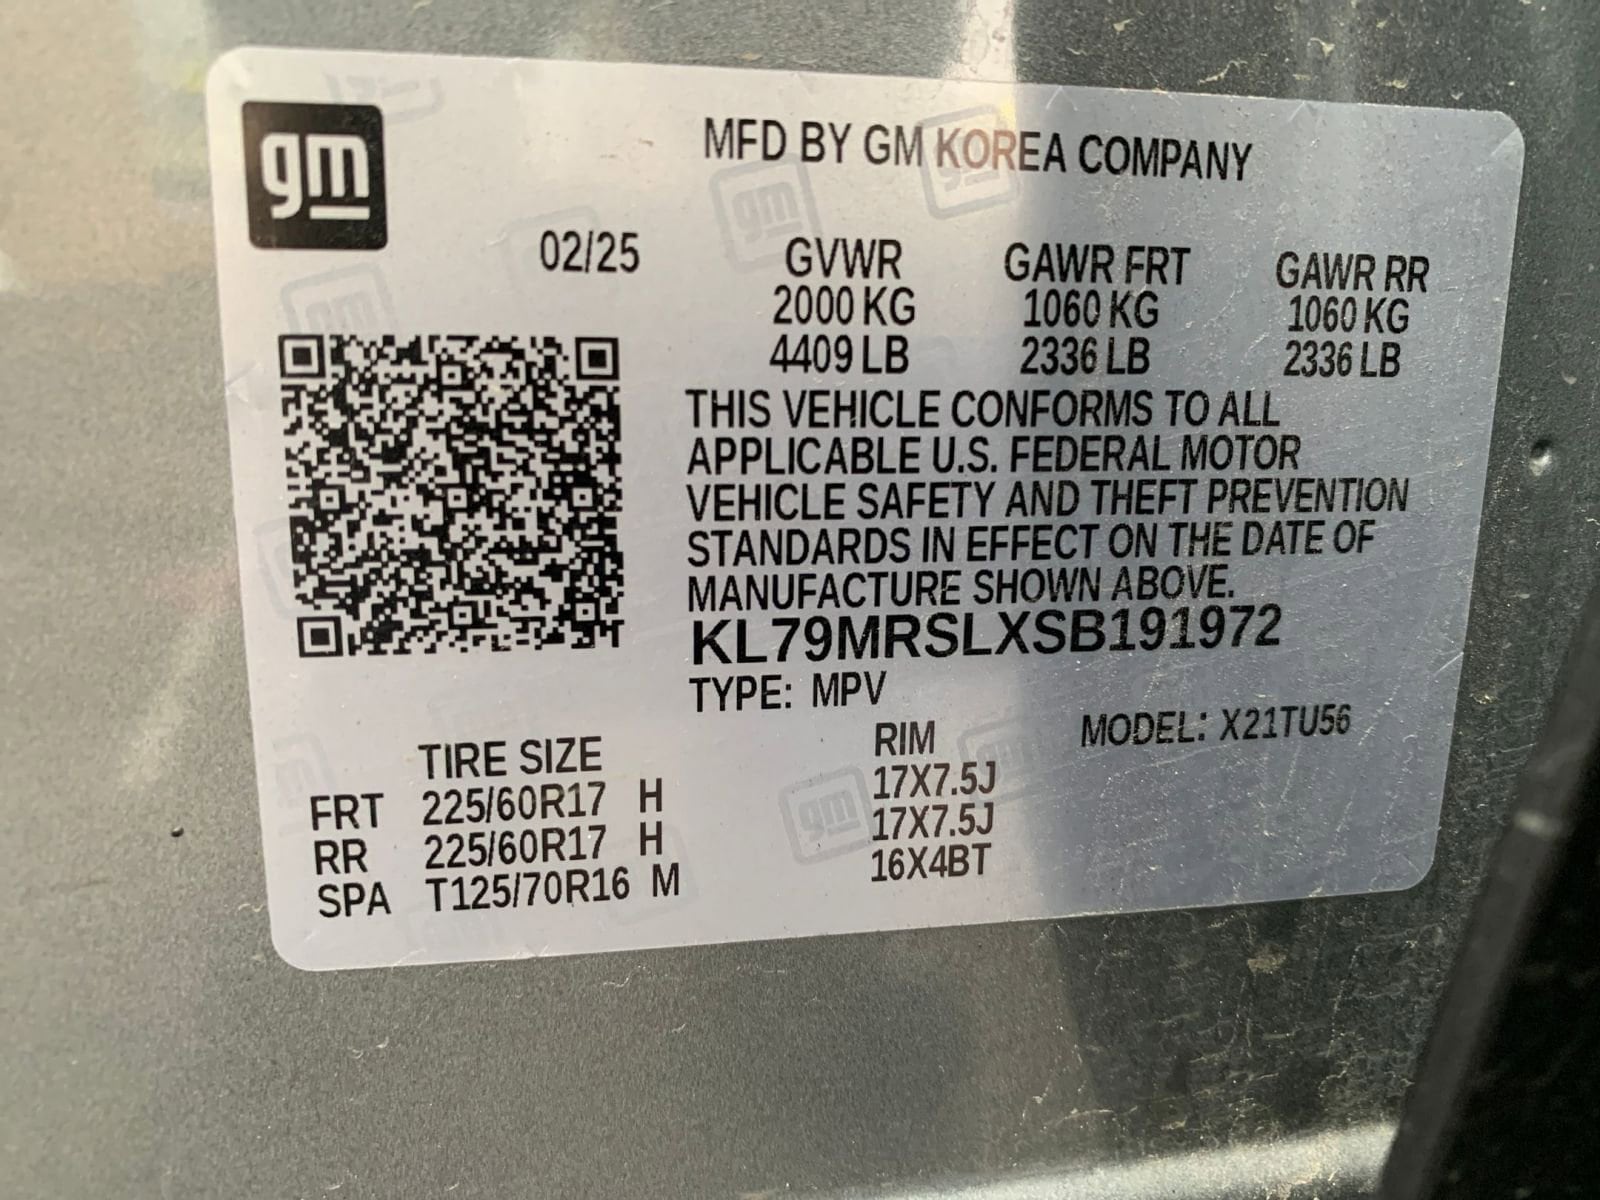 gm
MFD BY GM KOREA COMPANY
02/25 GVWR GAWR FRT GAWR RR
2000 KG 1060 KG 1060 KG
4409 LB 2336 LB 2336 LB
THIS VEHICLE CONFORMS TO ALL
APPLICABLE U.S. FEDERAL MOTOR
VEHICLE SAFETY AND THEFT PREVENTION
STANDARDS IN EFFECT ON THE DATE OF
MANUFACTURE SHOWN ABOVE.
KL79MRSLXSB191972
TYPE: MPV
TIRE SIZE RIM MODEL: X21TU56
FRT 225/60R17 H 17X7.5J
RR 225/60R17 H 17X7.5J
SPA T125/70R16 M 16X4BT